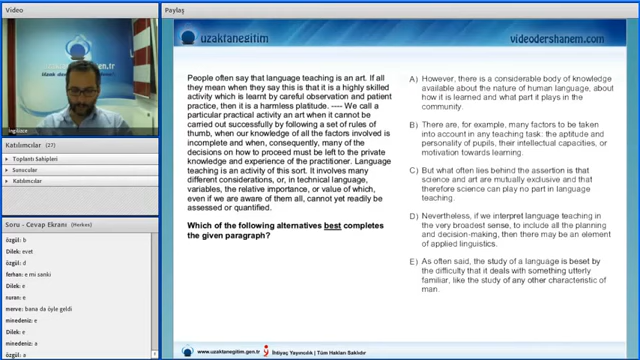 Video
Paylaş
uzaktanegitim
İngilizce
Katılımcılar (27)
Toplantı Sahipleri
Sunucular
Katılımcılar
Soru - Cevap Ekranı (Herkes)
özgül: b
Dilek: evet
özgül: d
ferhan: e mi sanki
Dilek: e
nuran: e
merve: bana da öyle geldi
minedeniz: e
Dilek: e
minedeniz: a
özgül: a
uzaktanegitim
videodershanem.com
People often say that language teaching is an art. If all
they mean when they say this is that it is a highly skilled
activity which is learnt by careful observation and patient
practice, then it is a harmless platitude. ---- We call a
particular practical activity an art when it cannot be
carried out successfully by following a set of rules of
thumb, when our knowledge of all the factors involved is
incomplete and when, consequently, many of the
decisions on how to proceed must be left to the private
knowledge and experience of the practitioner. Language
teaching is an activity of this sort. It involves many
different considerations, or, in technical language,
variables, the relative importance, or value of which,
even if we are aware of them all, cannot yet readily be
assessed or quantified.
Which of the following alternatives best completes
the given paragraph?
A) However, there is a considerable body of knowledge
available about the nature of human language, about
how it is learned and what part it plays in the
community.
B) There are, for example, many factors to be taken
into account in any teaching task: the aptitude and
personality of pupils, their intellectual capacities, or
motivation towards learning.
C) But what often lies behind the assertion is that
science and art are mutually exclusive and that
therefore science can play no part in language
teaching.
D) Nevertheless, if we interpret language teaching in
the very broadest sense, to include all the planning
and decision-making, then there may be an element
of applied linguistics.
E) As often said, the study of a language is beset by
the difficulty that it deals with something utterly
familiar, like the study of any other characteristic of
man.
www.uzaktanegitim.com
İhtiyaç Yayıncılık | Tüm Hakları Saklıdır